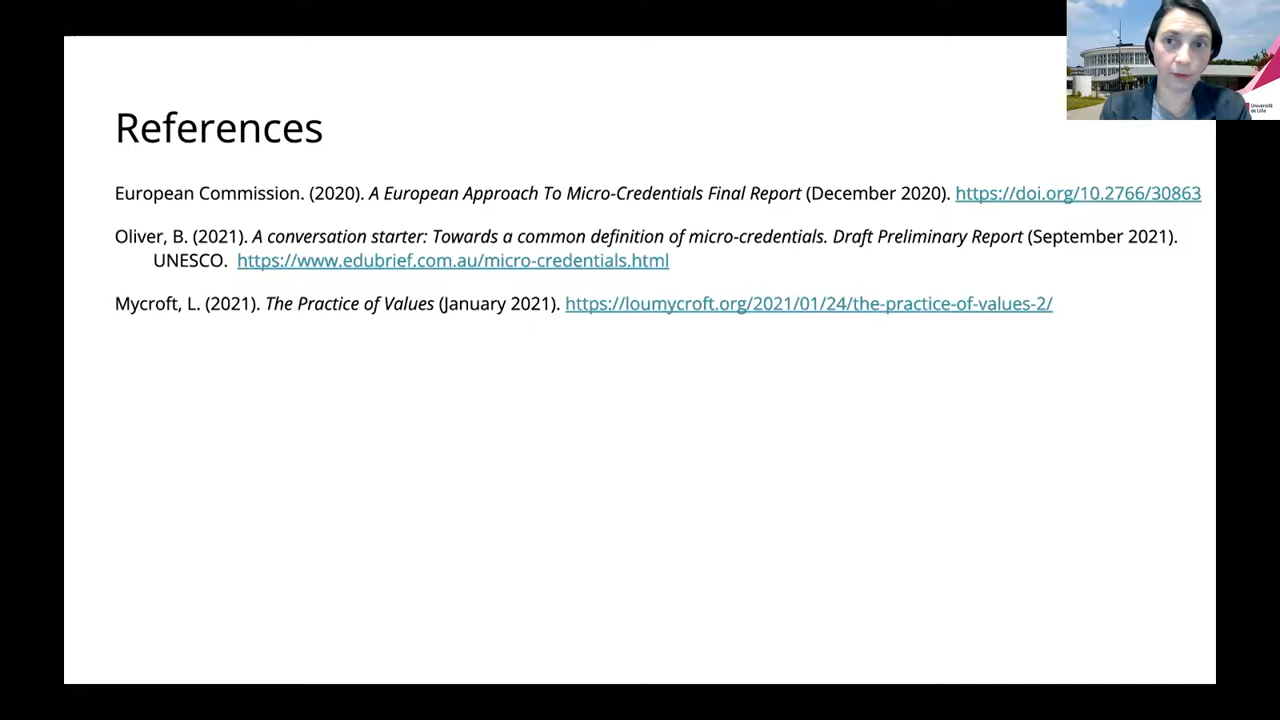 References
European Commission. (2020). A European Approach To Micro-Credentials Final Report (December 2020). https://doi.org/10.2766/30863
Oliver, B. (2021). A conversation starter: Towards a common definition of micro-credentials. Draft Preliminary Report (September 2021).
UNESCO. https://www.edubrief.com.au/micro-credentials.html
Mycroft, L. (2021). The Practice of Values (January 2021). https://loumycroft.org/2021/01/24/the-practice-of-values-2/
Université
de Lille